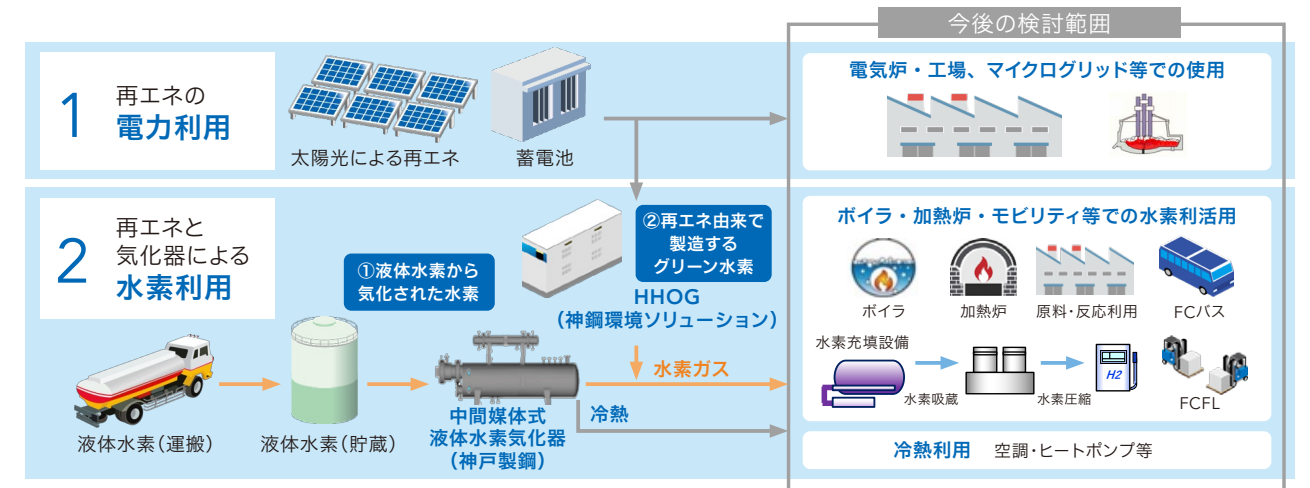 今後の検討範囲
1
再エネの
電力利用
太陽光による再エネ
蓄電池
電気炉・工場、マイクログリッド等での使用
2
再エネと
気化器による
水素利用
①液体水素から
気化された水素
②再エネ由来で
製造する
グリーン水素
HHOG
(神鋼環境ソリューション)
水素ガス
液体水素(運搬)
液体水素(貯蔵)
中間媒体式
液体水素気化器
(神戸製鋼)
冷熱
ボイラ・加熱炉・モビリティ等での水素利活用
ボイラ
加熱炉
原料・反応利用
FCバス
水素充填設備
水素吸蔵
水素圧縮
H2
FCFL
冷熱利用 空調・ヒートポンプ等